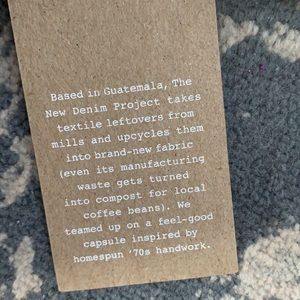 Based in Guatemala, The
New Denim Project takes
textile leftovers from
mills and upcycles them
into brand-new fabric
(even its manufacturing
waste gets turned
into compost for local
coffee beans). We
teamed up on a feel-good
capsule inspired by
homespun '70s handwork.